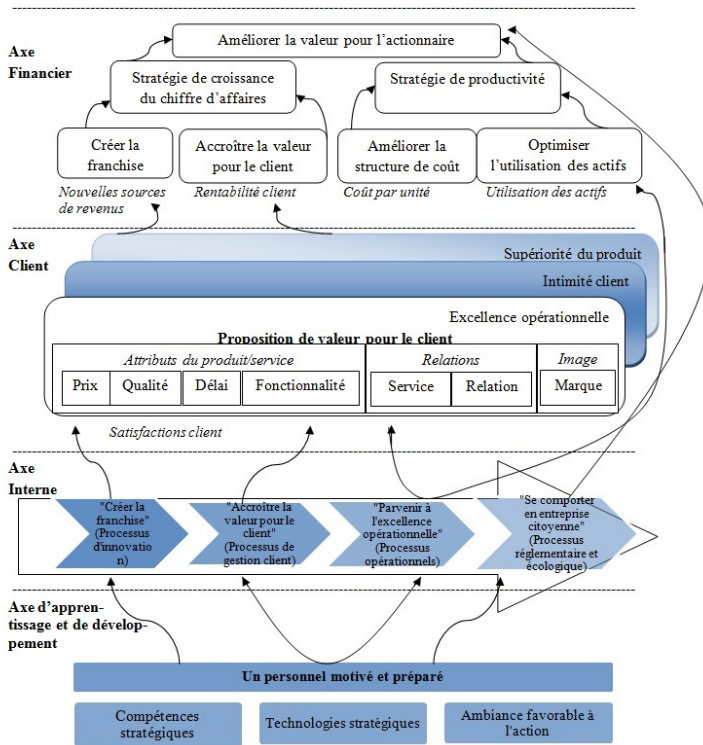 Améliorer la valeur pour l'actionnaire
Axe
Financier
Stratégie de croissance
du chiffre d'affaires
Stratégie de productivité
Créer la
franchise
Accroître la valeur
pour le client
Améliorer la
structure de coût
Optimiser
l'utilisation des actifs
Nouvelles sources
de revenus
Rentabilité client
Coût par unité
Utilisation des actifs
Axe
Client
Supériorité du produit
Intimité client
Excellence opérationnelle
Proposition de valeur pour le client
Attributs du produit/service
Relations
Image
Prix
Qualité
Délai
Fonctionnalité
Service
Relation
Marque
Satisfactions client
Axe
Interne
"Créer la
franchise"
(Processus
d'innovatio
n)
"Accroître la
valeur pour le
client"
(Processus de
gestion client)
"Parvenir à
l'excellence
opérationnelle"
(Processus
opérationnels)
"Se comporter
en entreprise
citoyenne"
(Processus
réglementaire et
écologique)
Axe d'appren-
tissage et de dévelop-
pement
Un personnel motivé et préparé
Compétences
stratégiques
Technologies stratégiques
Ambiance favorable à
l'action